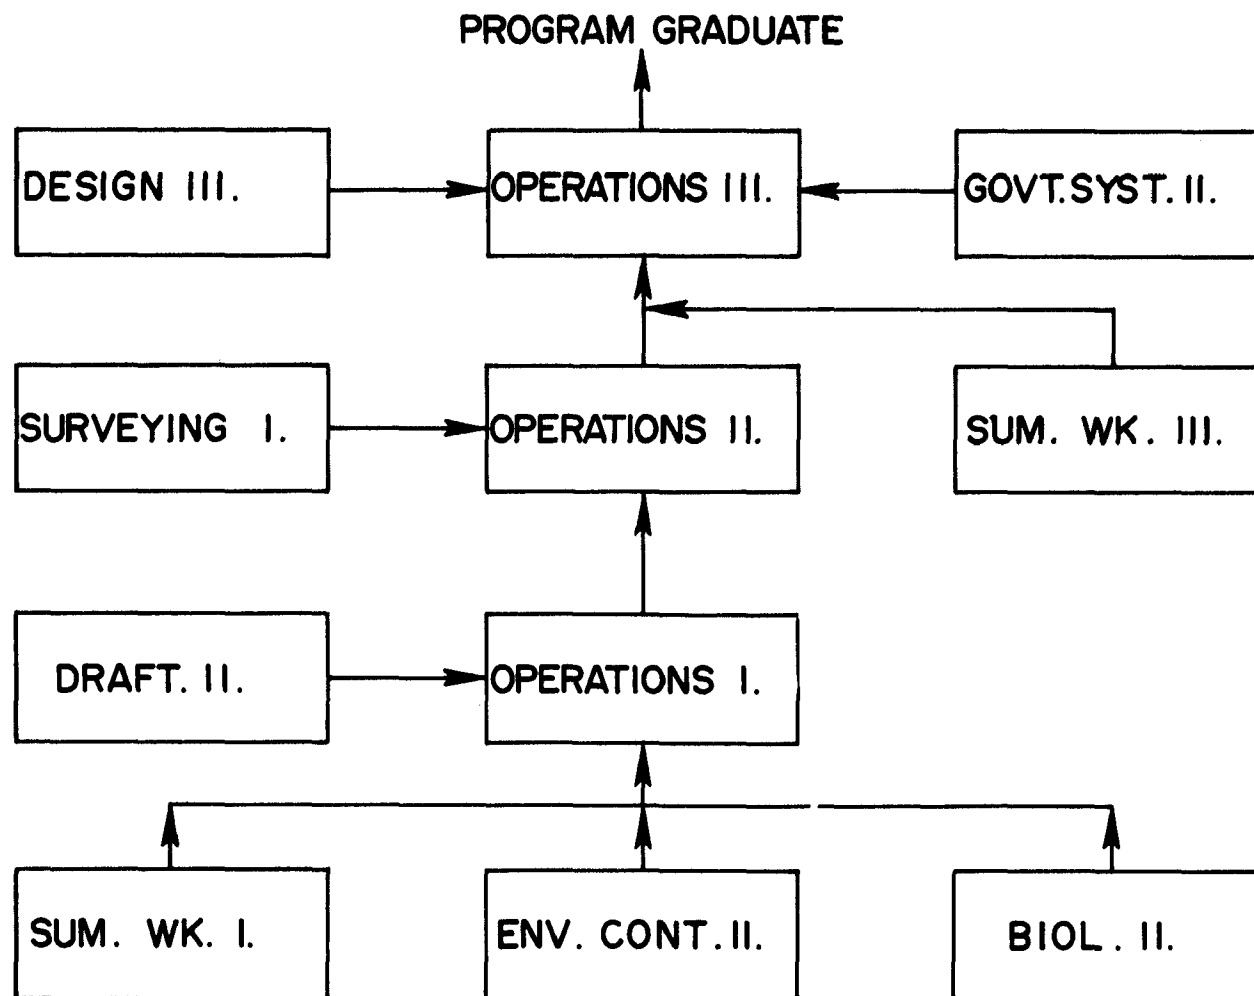 PROGRAM GRADUATE
DESIGN III.
OPERATIONS III.
GOVT.SYST.II.
SURVEYING I.
OPERATIONS II.
SUM. WK. III.
DRAFT. II.
OPERATIONS I.
SUM. WK. I.
ENV. CONT. II.
BIOL. II.